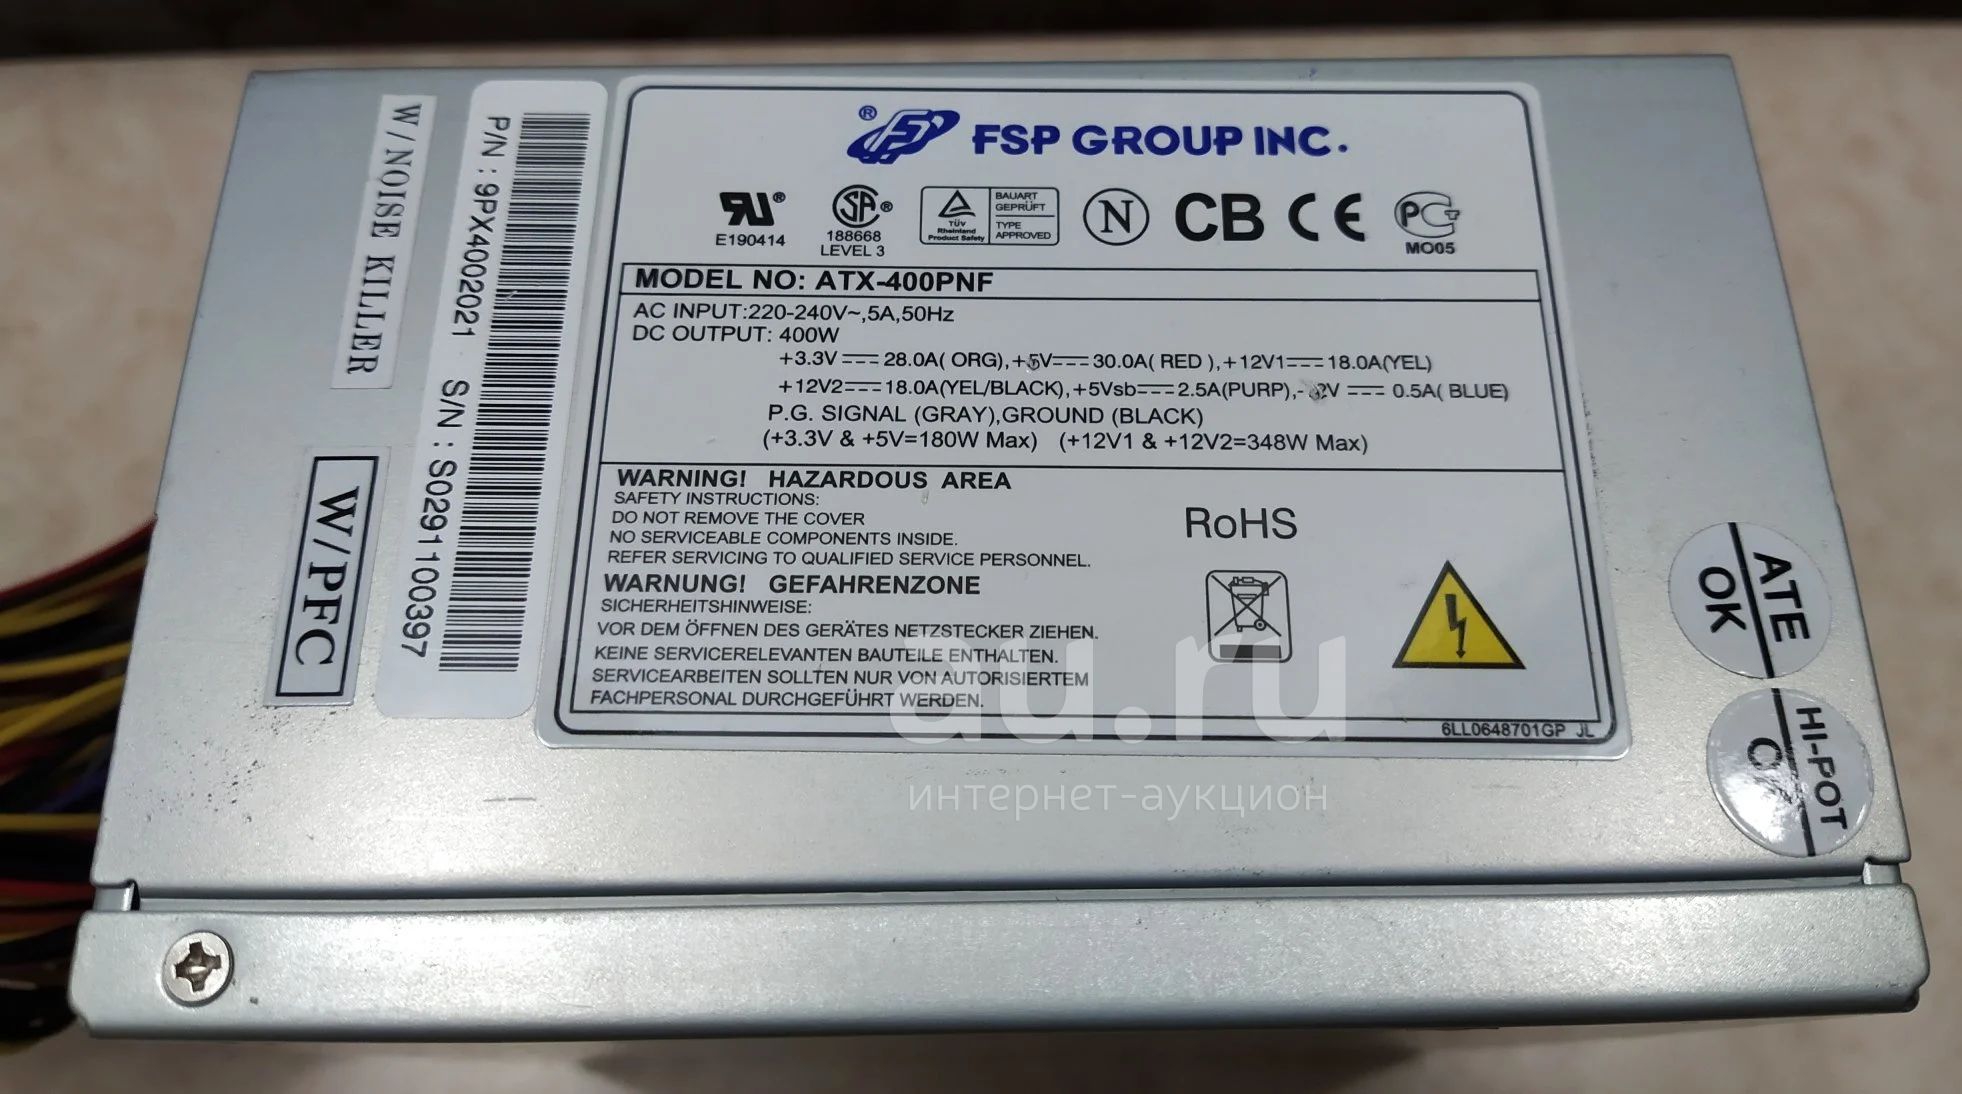 W/NOISE KILLER
W/PFC
P/N : 9PX4002021 S/N : S0291100397
® FSP GROUP INC.
® ® 
E190414
188668
LEVEL 3
TÜV
Rheinland
Product Safety
BAUART
GEPRÜFT
TYPE
APPROVED
N
CB CE
MO05
MODEL NO: ATX-400PNF
AC INPUT:220-240V~,5A,50Hz
DC OUTPUT: 400W
+3.3V⎓28.0A( ORG),+5V⎓30.0A( RED ),+12V1⎓18.0A(YEL)
+12V2⎓18.0A(YEL/BLACK),+5Vsb⎓2.5A(PURP),- 2V ⎓ 0.5A( BLUE)
P.G. SIGNAL (GRAY),GROUND (BLACK)
(+3.3V & +5V=180W Max) (+12V1 & +12V2=348W Max)
WARNING! HAZARDOUS AREA
SAFETY INSTRUCTIONS:
DO NOT REMOVE THE COVER
NO SERVICEABLE COMPONENTS INSIDE.
REFER SERVICING TO QUALIFIED SERVICE PERSONNEL.
WARNUNG! GEFAHRENZONE
SICHERHEITSHINWEISE:
VOR DEM ÖFFNEN DES GERÄTES NETZSTECKER ZIEHEN.
KEINE SERVICERELEVANTEN BAUTEILE ENTHALTEN.
SERVICEARBEITEN SOLLTEN NUR VON AUTORISIERTEM
FACHPERSONAL DURCHGEFÜHRT WERDEN.
RoHS
6LL0648701GP JL
ATE
OK
HI-POT
au.ru
интернет-аукцион